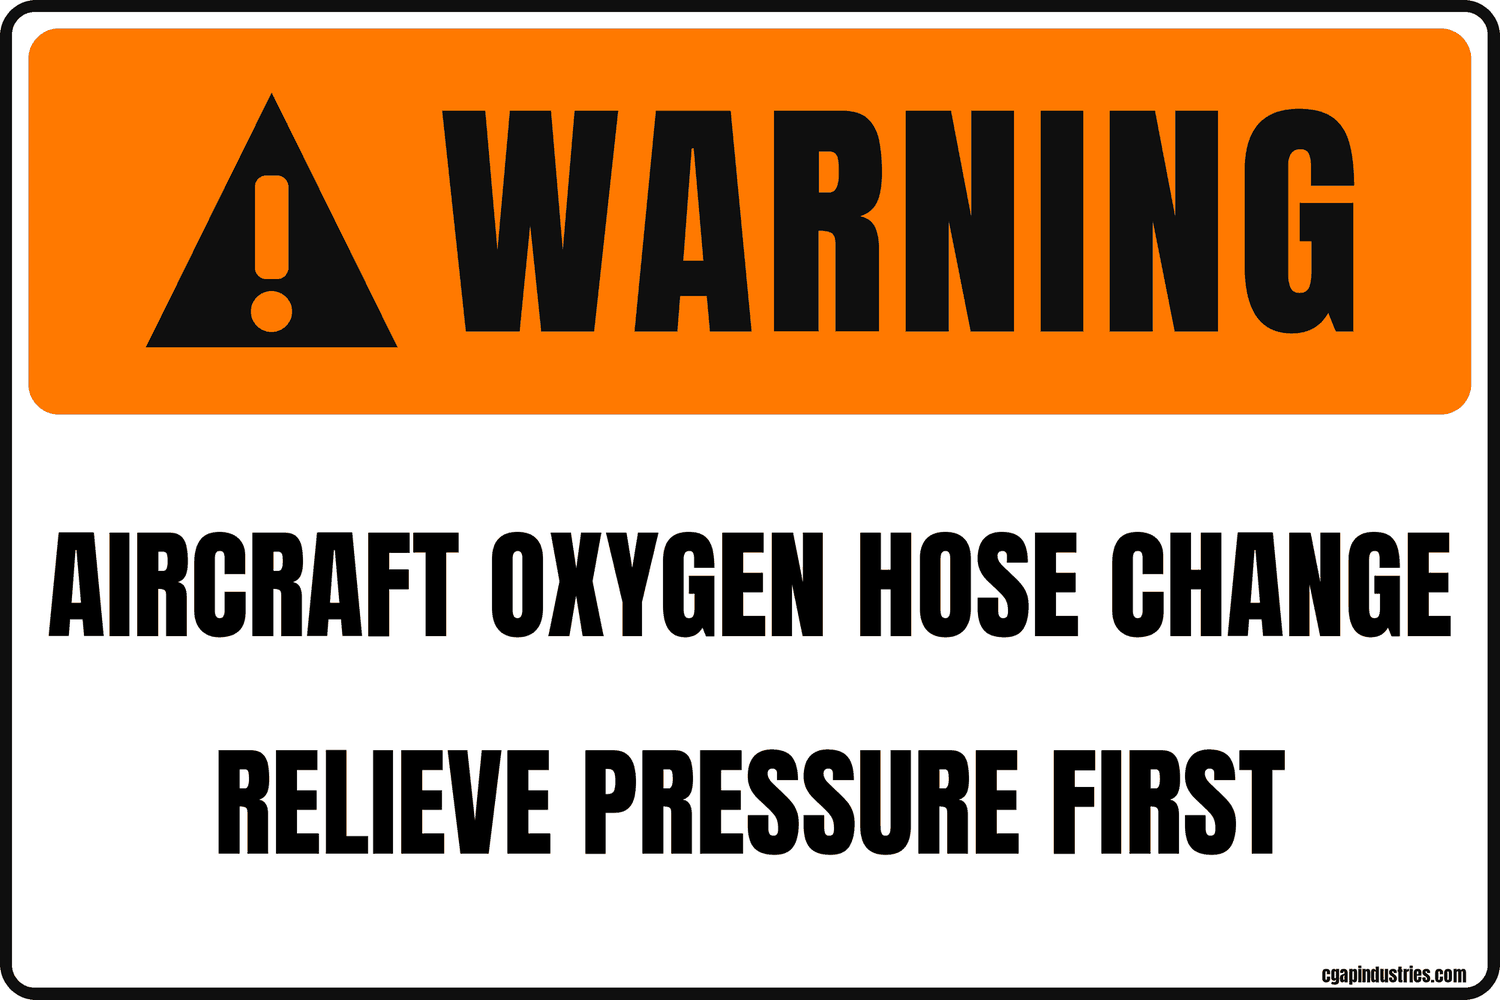 WARNING
AIRCRAFT OXYGEN HOSE CHANGE
RELIEVE PRESSURE FIRST
cgapindustries.com